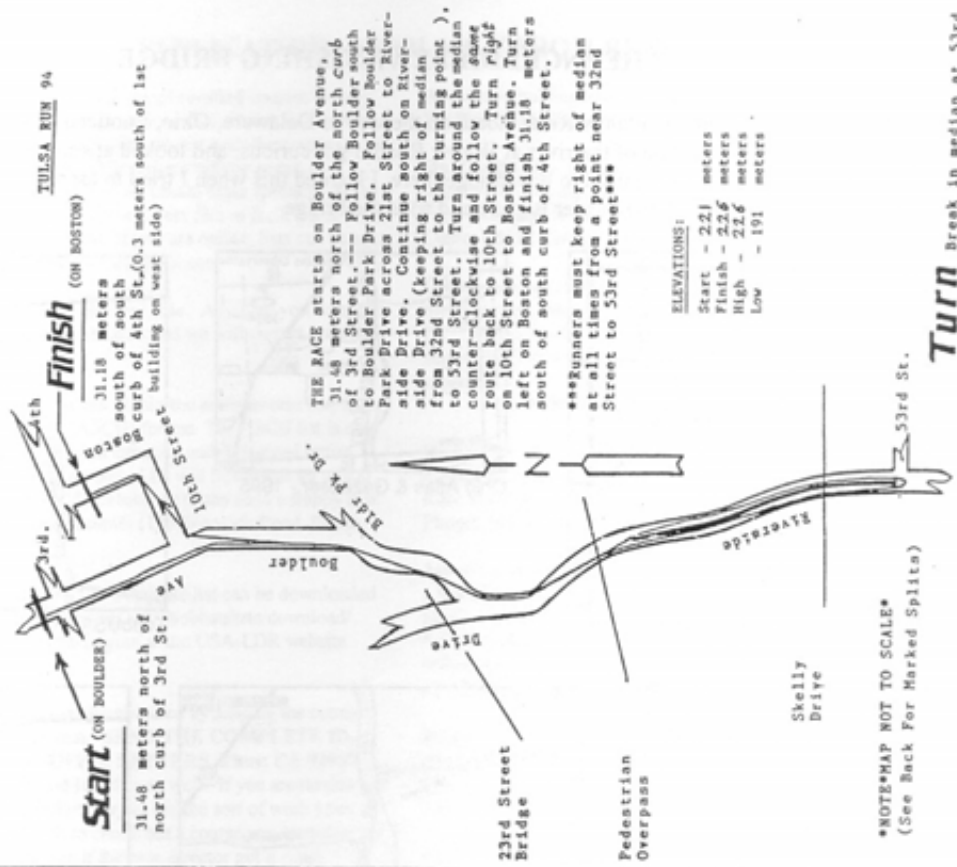 TULSA RUN 94
Start (ON BOULDER)
31.48 meters north of
north curb of 3rd St.
3rd.
4th
Finish (ON BOSTON)
31.18 meters
south of south
curb of 4th St.(0.3 meters south of 1st
building on west side)
Boston
10th Street
Ave
Boulder
Bldr Pk Dr.
Drive
Riverside
N
53rd St.
THE RACE starts on Boulder Avenue,
31.48 meters north of the north curb
of 3rd Street.--- Follow Boulder south
to Boulder Park Drive. Follow Boulder
Park Drive across 21st Street to River-
side Drive. Continue south on River-
side Drive (keeping right of median
from 32nd Street to the turning point ),
to 53rd Street. Turn around the median
counter-clockwise and follow the same
route back to 10th Street. Turn right
on 10th Street to Boston Avenue. Turn
left on Boston and finish 31.18 meters
south of south curb of 4th Street.
***Runners must keep right of median
at all times from a point near 32nd
Street to 53rd Street***
ELEVATIONS:
Start - 221 meters
Finish - 226 meters
High - 226 meters
Low - 191 meters
23rd Street
Bridge
Pedestrian
Overpass
Skelly
Drive
*NOTE*MAP NOT TO SCALE*
(See Back For Marked Splits)
Turn Break in median at 53rd